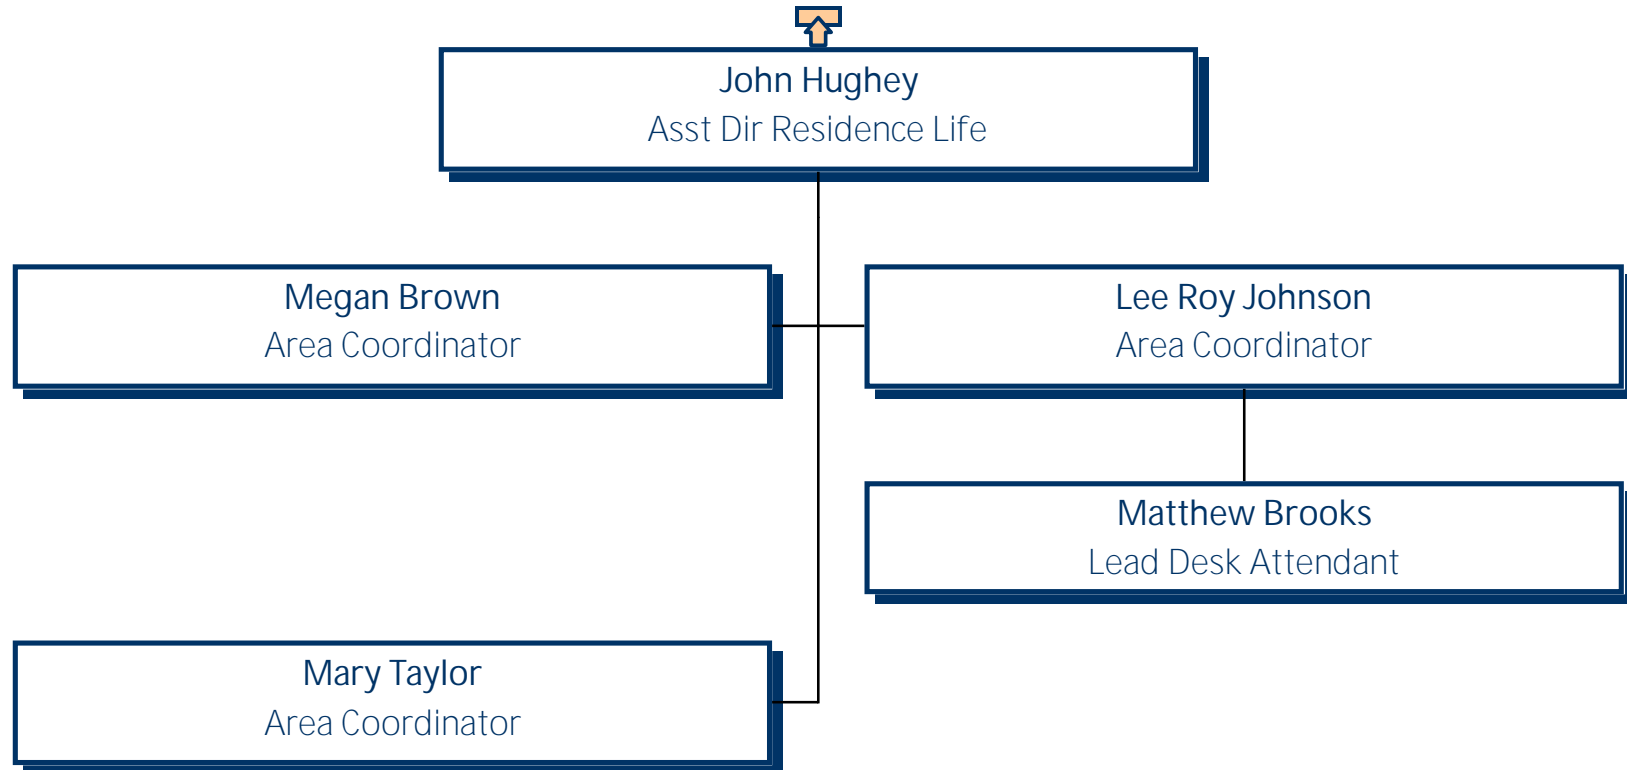 John Hughey
Asst Dir Residence Life
Megan Brown
Area Coordinator
Lee Roy Johnson
Area Coordinator
Matthew Brooks
Lead Desk Attendant
Mary Taylor
Area Coordinator